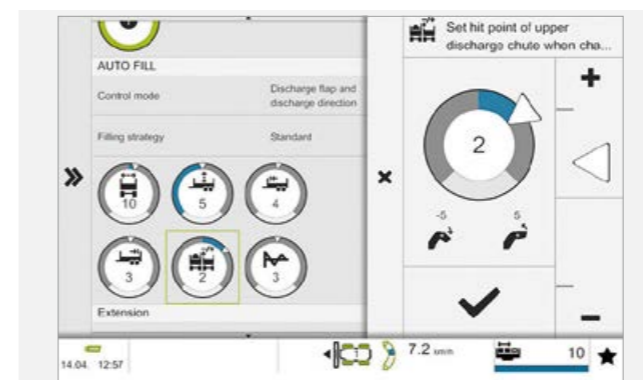 Set hit point of upper
discharge chute when cha...
AUTO FILL
Control mode
Discharge flap and
discharge direction
Filling strategy
Standard
10
5
4
3
2
3
Extension
2
-5
5
14.04. 12:57
1
7.2
10